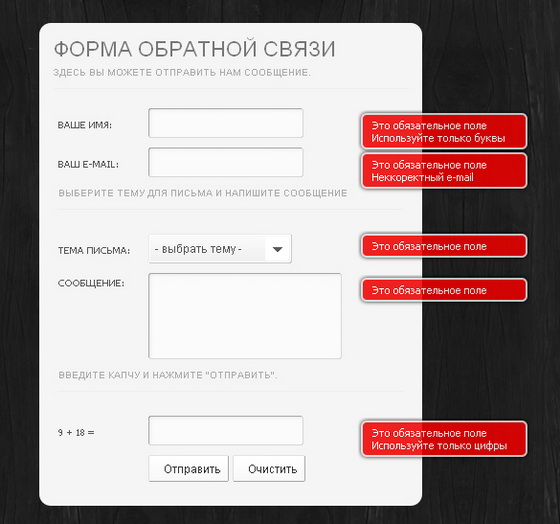 ФОРМА ОБРАТНОЙ СВЯЗИ
ЗДЕСЬ ВЫ МОЖЕТЕ ОТПРАВИТЬ НАМ СООБЩЕНИЕ.
ВАШЕ ИМЯ:
Это обязательное поле
Используйте только буквы
ВАШ E-MAIL:
Это обязательное поле
Неккоректный e-mail
ВЫБЕРИТЕ ТЕМУ ДЛЯ ПИСЬМА И НАПИШИТЕ СООБЩЕНИЕ
ТЕМА ПИСЬМА:
- выбрать тему -
Это обязательное поле
СООБЩЕНИЕ:
Это обязательное поле
ВВЕДИТЕ КАПЧУ И НАЖМИТЕ "ОТПРАВИТЬ".
9 + 18 =
Это обязательное поле
Используйте только цифры
Отправить Очистить